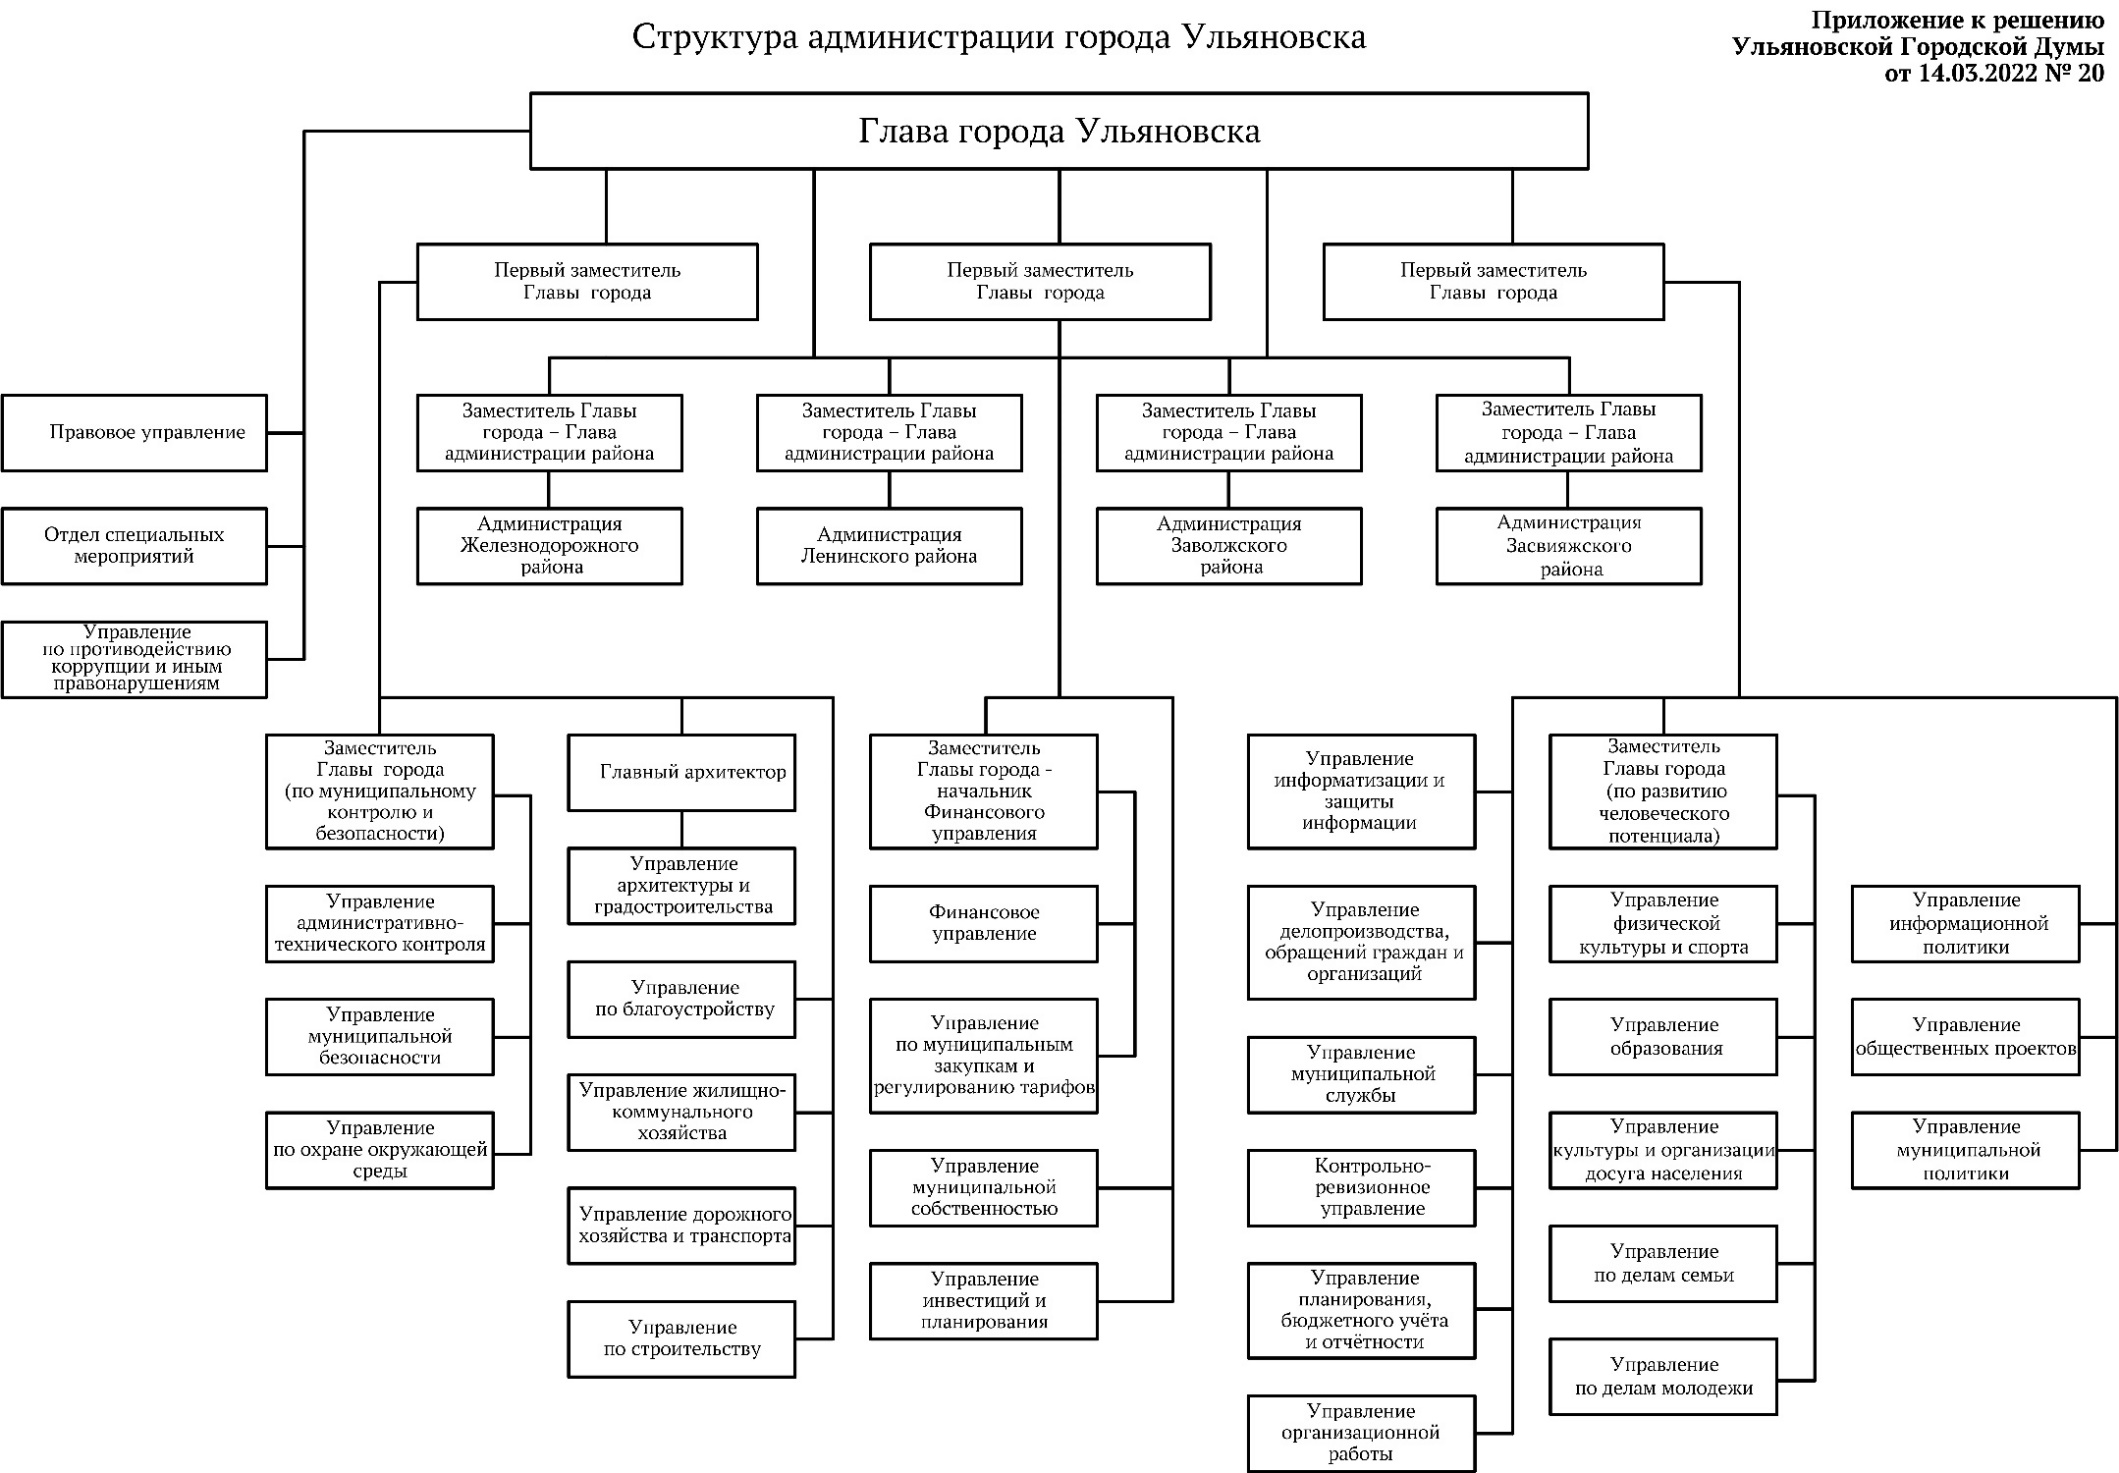 Структура администрации города Ульяновска
Приложение к решению
Ульяновской Городской Думы
от 14.03.2022 № 20
Глава города Ульяновска
Первый заместитель
Главы города
Первый заместитель
Главы города
Первый заместитель
Главы города
Правовое управление
Отдел специальных
мероприятий
Управление
по противодействию
коррупции и иным
правонарушениям
Заместитель Главы
города – Глава
администрации района
Заместитель Главы
города – Глава
администрации района
Заместитель Главы
города – Глава
администрации района
Заместитель Главы
города – Глава
администрации района
Администрация
Железнодорожного
района
Администрация
Ленинского района
Администрация
Заволжского
района
Администрация
Засвияжского
района
Заместитель
Главы города
(по муниципальному
контролю и
безопасности)
Управление
административно-
технического контроля
Управление
муниципальной
безопасности
Управление
по охране окружающей
среды
Главный архитектор
Управление
архитектуры и
градостроительства
Управление
по благоустройству
Управление жилищно-
коммунального
хозяйства
Управление дорожного
хозяйства и транспорта
Управление
по строительству
Заместитель
Главы города -
начальник
Финансового
управления
Финансовое
управление
Управление
по муниципальным
закупкам и
регулированию тарифов
Управление
муниципальной
собственностью
Управление
инвестиций и
планирования
Управление
информатизации и
защиты
информации
Управление
делопроизводства,
обращений граждан и
организаций
Управление
муниципальной
службы
Контрольно-
ревизионное
управление
Управление
планирования,
бюджетного учёта
и отчётности
Управление
организационной
работы
Заместитель
Главы города
(по развитию
человеческого
потенциала)
Управление
физической
культуры и спорта
Управление
образования
Управление
культуры и организации
досуга населения
Управление
по делам семьи
Управление
по делам молодежи
Управление
информационной
политики
Управление
общественных проектов
Управление
муниципальной
политики